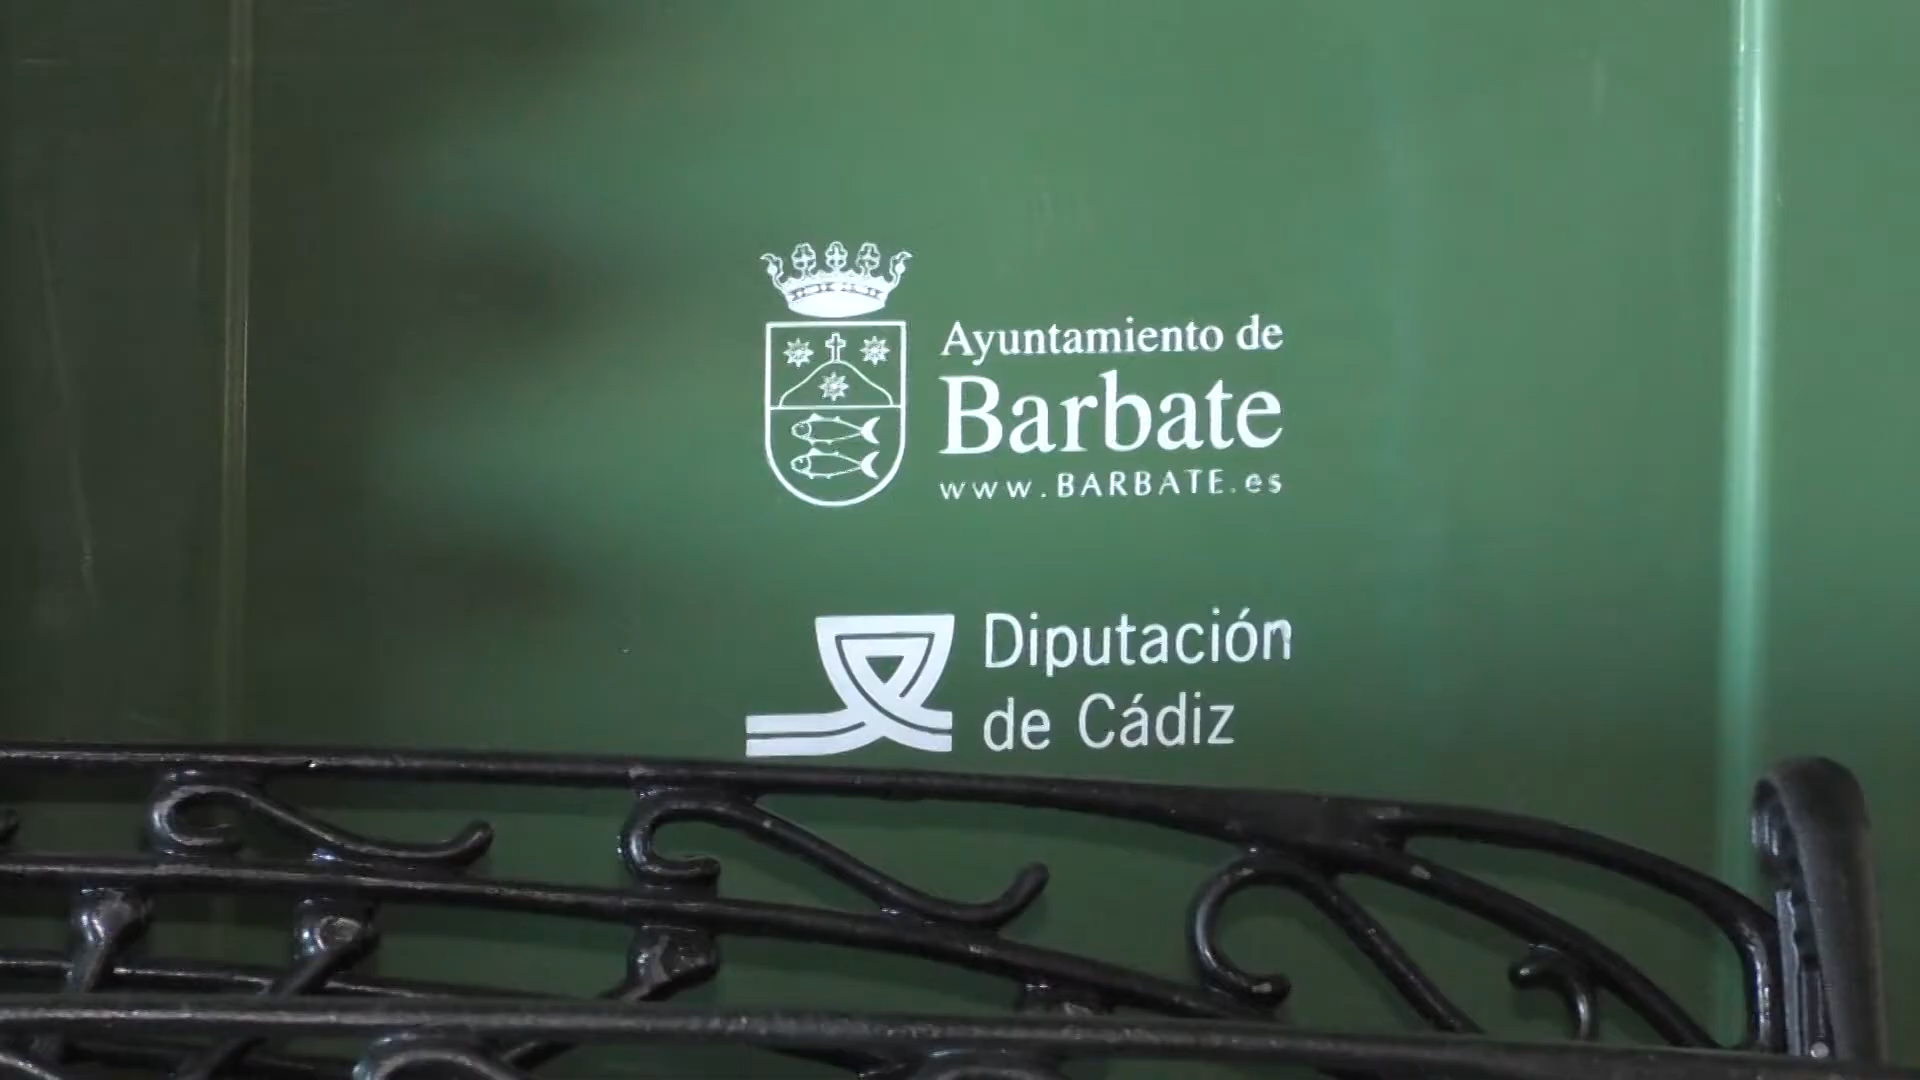 Ayuntamiento de
Barbate
www.BARBATE.es
Diputación
de Cádiz